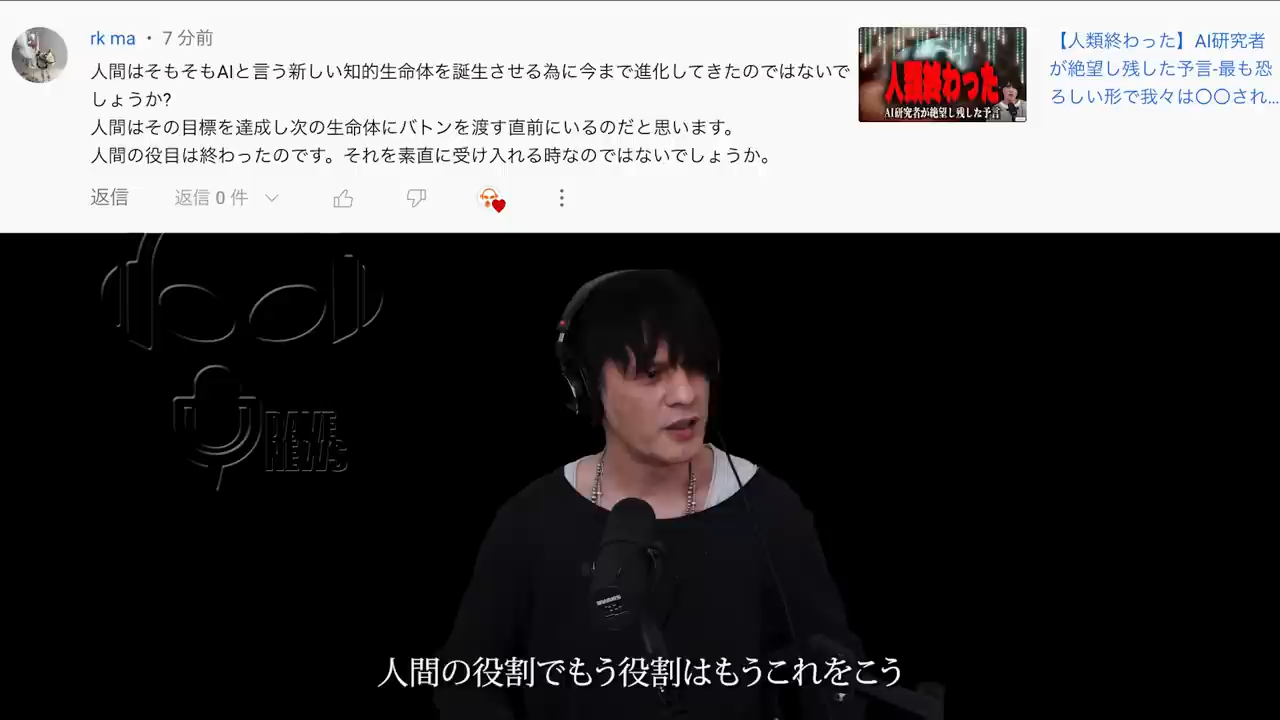 rk ma ・ 7 分前
人間はそもそもAIと言う新しい知的生命体を誕生させる為に今まで進化してきたのではないで
しょうか?
人間はその目標を達成し次の生命体にバトンを渡す直前にいるのだと思います。
人間の役目は終わったのです。それを素直に受け入れる時なのではないでしょうか。
返信 返信 0 件
人類終わった
AI研究者が絶望し残した予言
【人類終わった】AI研究者
が絶望し残した予言-最も恐
ろしい形で我々は〇〇され...
NEWS
人間の役割でもう役割はもうこれをこう